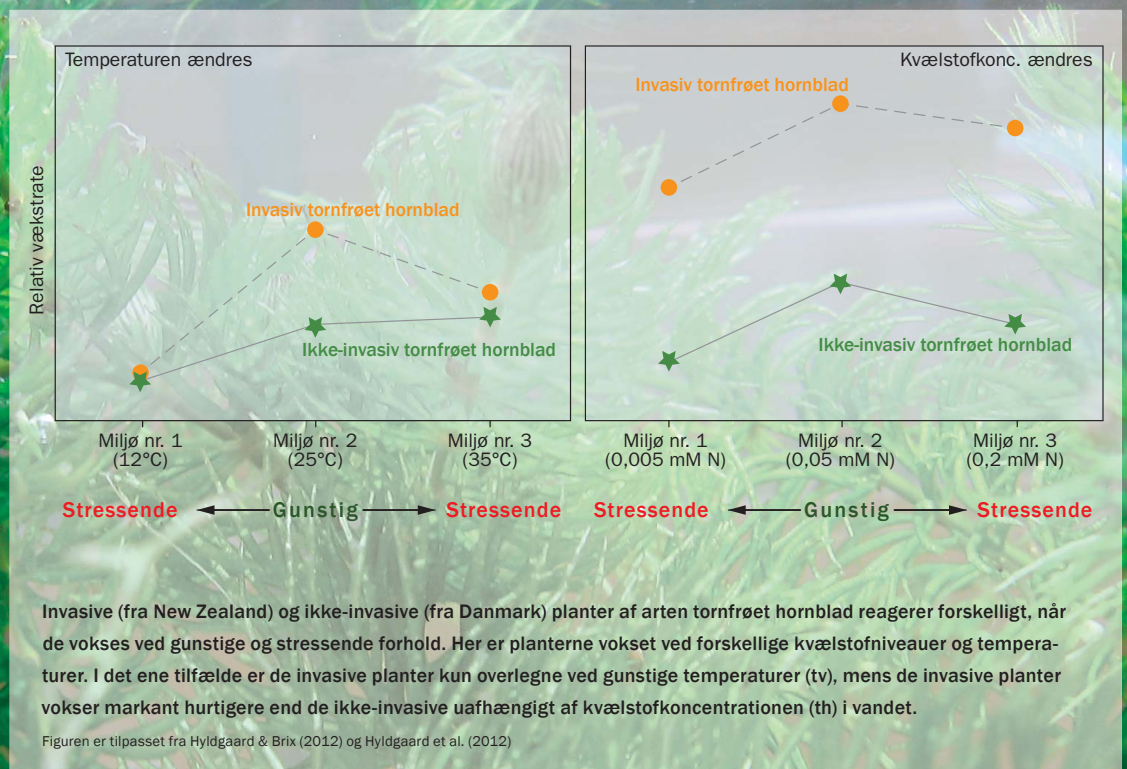 Temperaturen ændres
Kvælstofkonc. ændres
Invasiv tornfrøet hornblad
Invasiv tornfrøet hornblad
Relativ vækstrate
Ikke-invasiv tornfrøet hornblad
Ikke-invasiv tornfrøet hornblad
Miljø nr. 1
(12°C)
Miljø nr. 2
(25°C)
Miljø nr. 3
(35°C)
Miljø nr. 1
(0,005 mM N)
Miljø nr. 2
(0,05 mM N)
Miljø nr. 3
(0,2 mM N)
Stressende
Gunstig
Stressende
Stressende
Gunstig
Stressende
Invasive (fra New Zealand) og ikke-invasive (fra Danmark) planter af arten tornfrøet hornblad reagerer forskelligt, når
de vokses ved gunstige og stressende forhold. Her er planterne vokset ved forskellige kvælstofniveauer og tempera-
turer. I det ene tilfælde er de invasive planter kun overlegne ved gunstige temperaturer (tv), mens de invasive planter
vokser markant hurtigere end de ikke-invasive uafhængigt af kvælstofkoncentrationen (th) i vandet.
Figuren er tilpasset fra Hyldgaard & Brix (2012) og Hyldgaard et al. (2012)